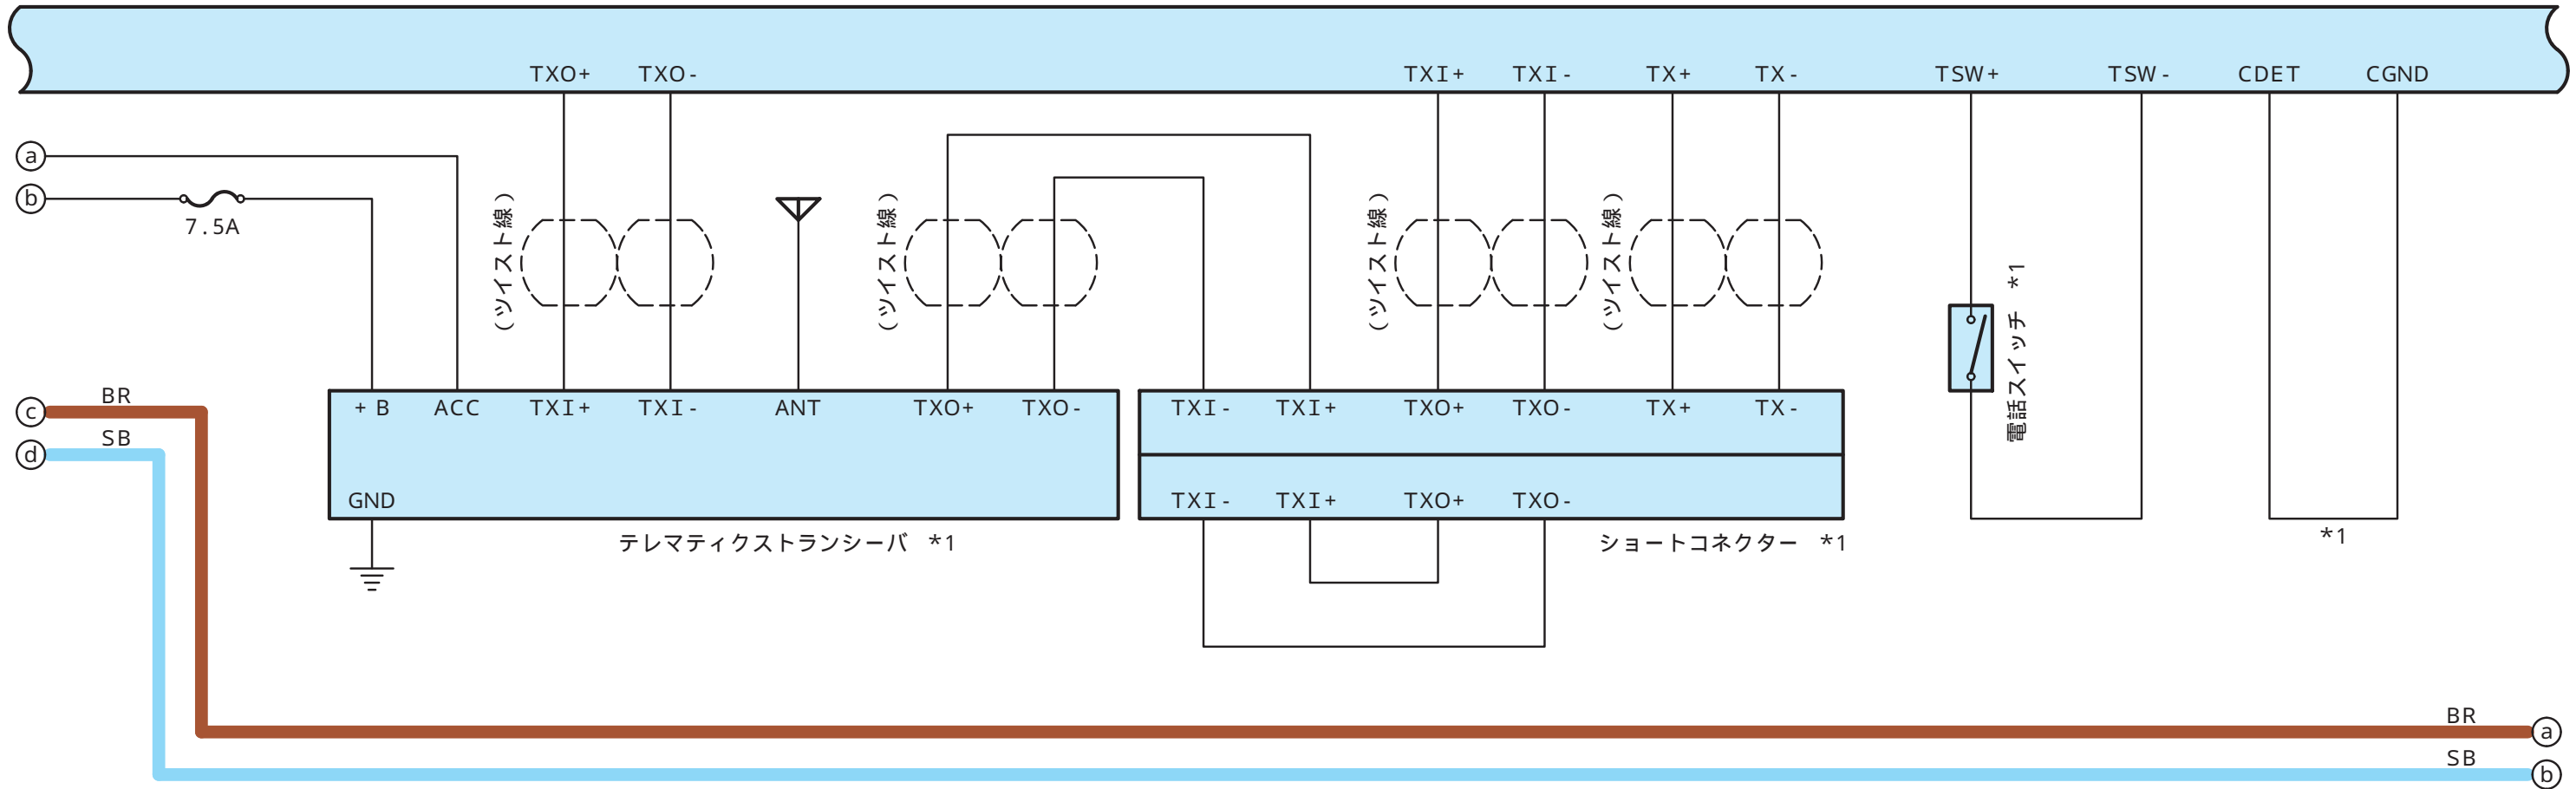 TXO+ TXO- TXI+ TXI- TX+ TX- TSW+ TSW- CDET CGND
a
b
7.5A
(ツイスト線)
(ツイスト線)
(ツイスト線)
(ツイスト線)
電話スイッチ *1
c BR
d SB
+B ACC TXI+ TXI- ANT TXO+ TXO-
TXI- TXI+ TXO+ TXO- TX+ TX-
GND
TXI- TXI+ TXO+ TXO-
テレマティクストランシーバ *1
ショートコネクター *1
*1
BR a
SB b